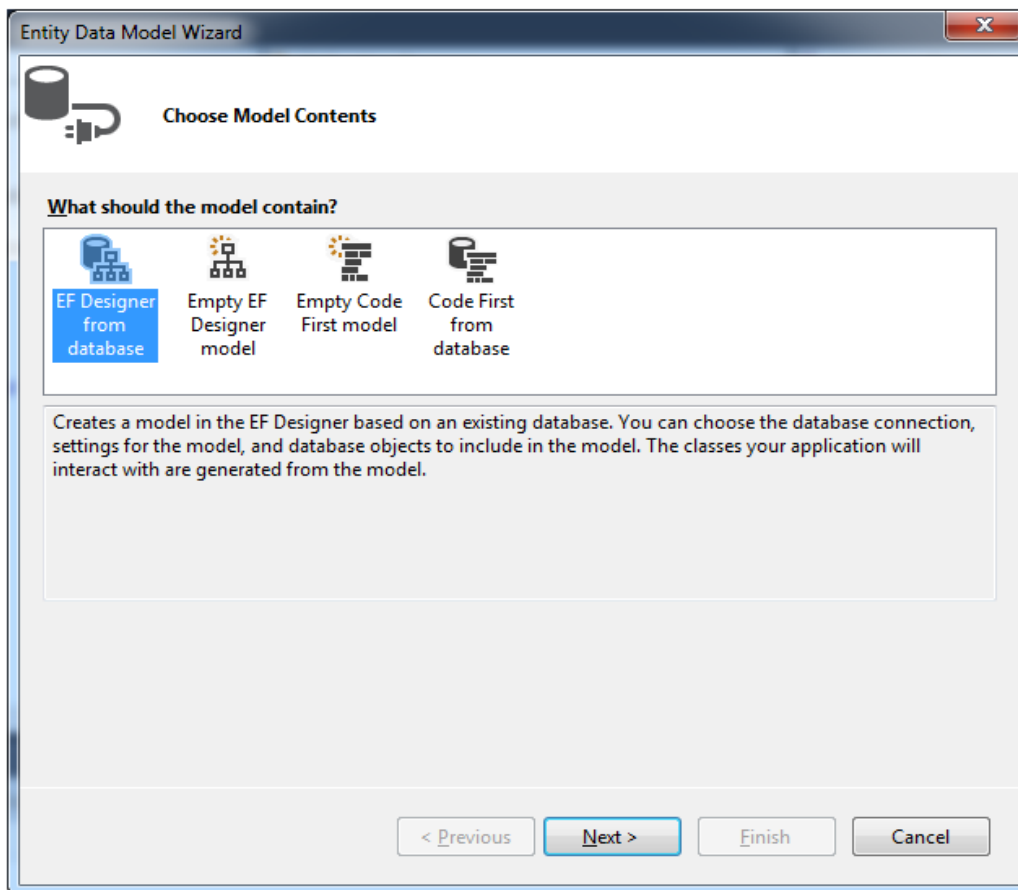 Entity Data Model Wizard
Choose Model Contents
What should the model contain?
EF Designer
from
database
Empty EF
Designer
model
Empty Code
First model
Code First
from
database
Creates a model in the EF Designer based on an existing database. You can choose the database connection,
settings for the model, and database objects to include in the model. The classes your application will
interact with are generated from the model.
< Previous
Next >
Finish
Cancel